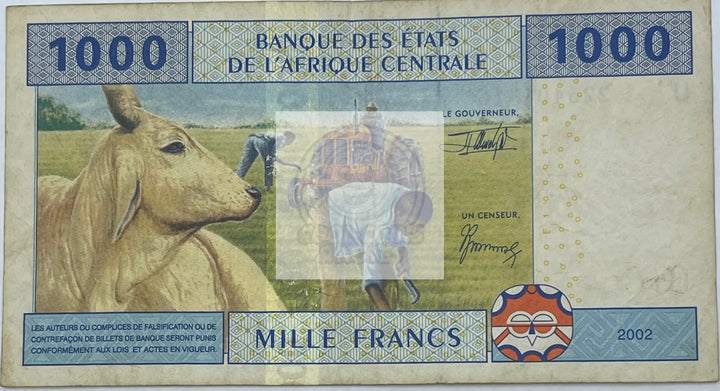 1000
BANQUE DES ÉTATS
DE L'AFRIQUE CENTRALE
1000
LE GOUVERNEUR,
UN CENSEUR,
LES AUTEURS OU COMPLICES DE FALSIFICATION OU DE
CONTREFAÇON DE BILLETS DE BANQUE SERONT PUNIS
CONFORMÉMENT AUX LOIS ET ACTES EN VIGUEUR.
MILLE FRANCS
2002